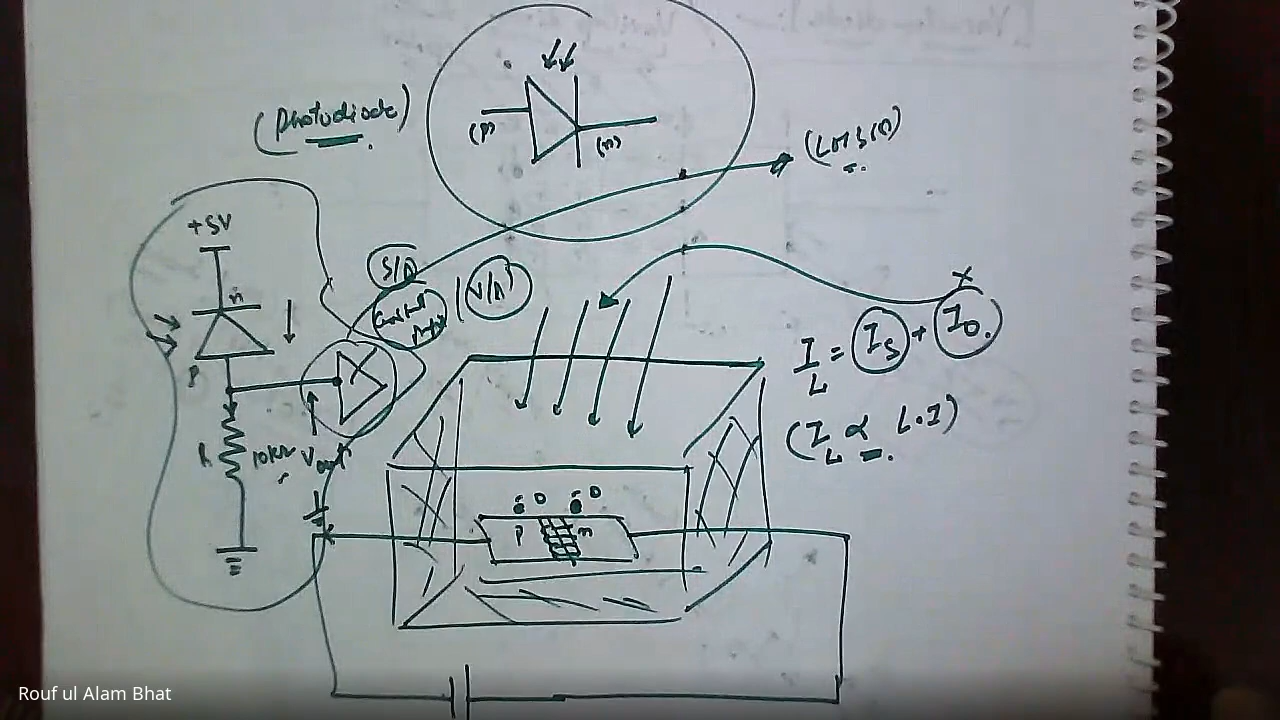 (Photodiode)
(P)
(n)
+5V
n
P
R
10KΩ
Vout
S/A
V/A
I_L = I_S + I_O.
(I_L ∝ L.I)
P
n
Rouf ul Alam Bhat